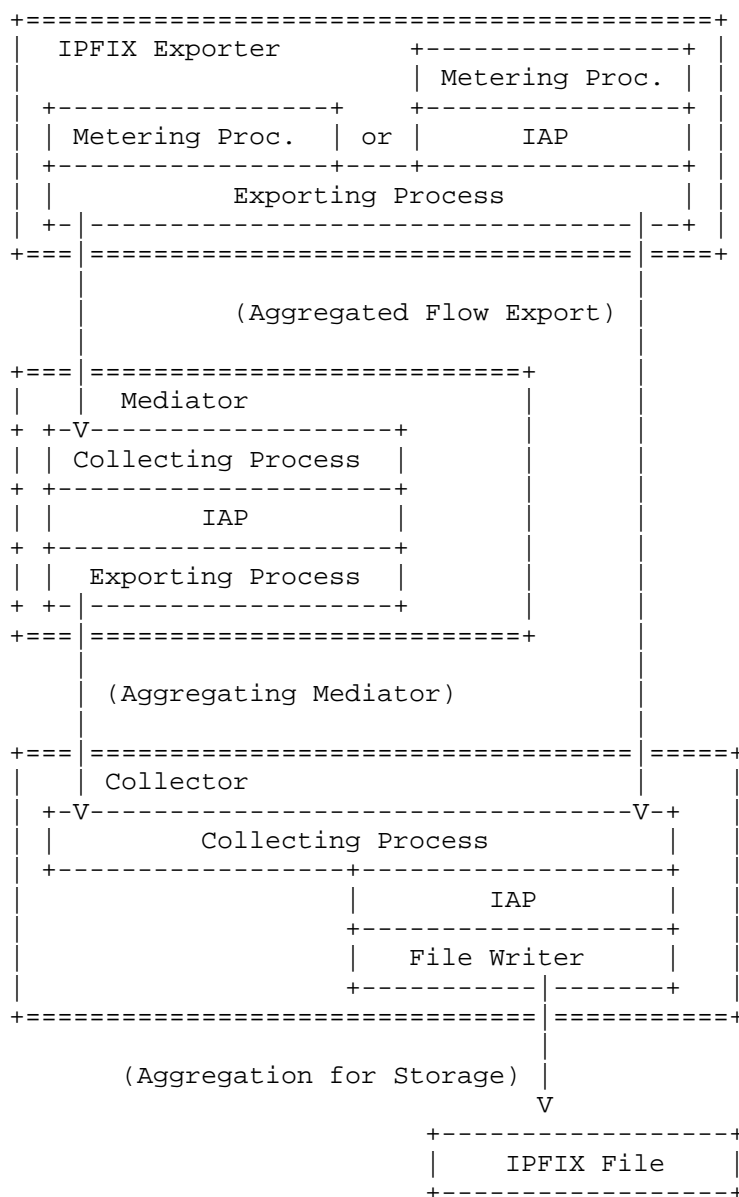 IPFIX Exporter
Metering Proc.
Metering Proc. or IAP
Exporting Process
(Aggregated Flow Export)
Mediator
Collecting Process
IAP
Exporting Process
(Aggregating Mediator)
Collector
Collecting Process
IAP
File Writer
(Aggregation for Storage)
IPFIX File